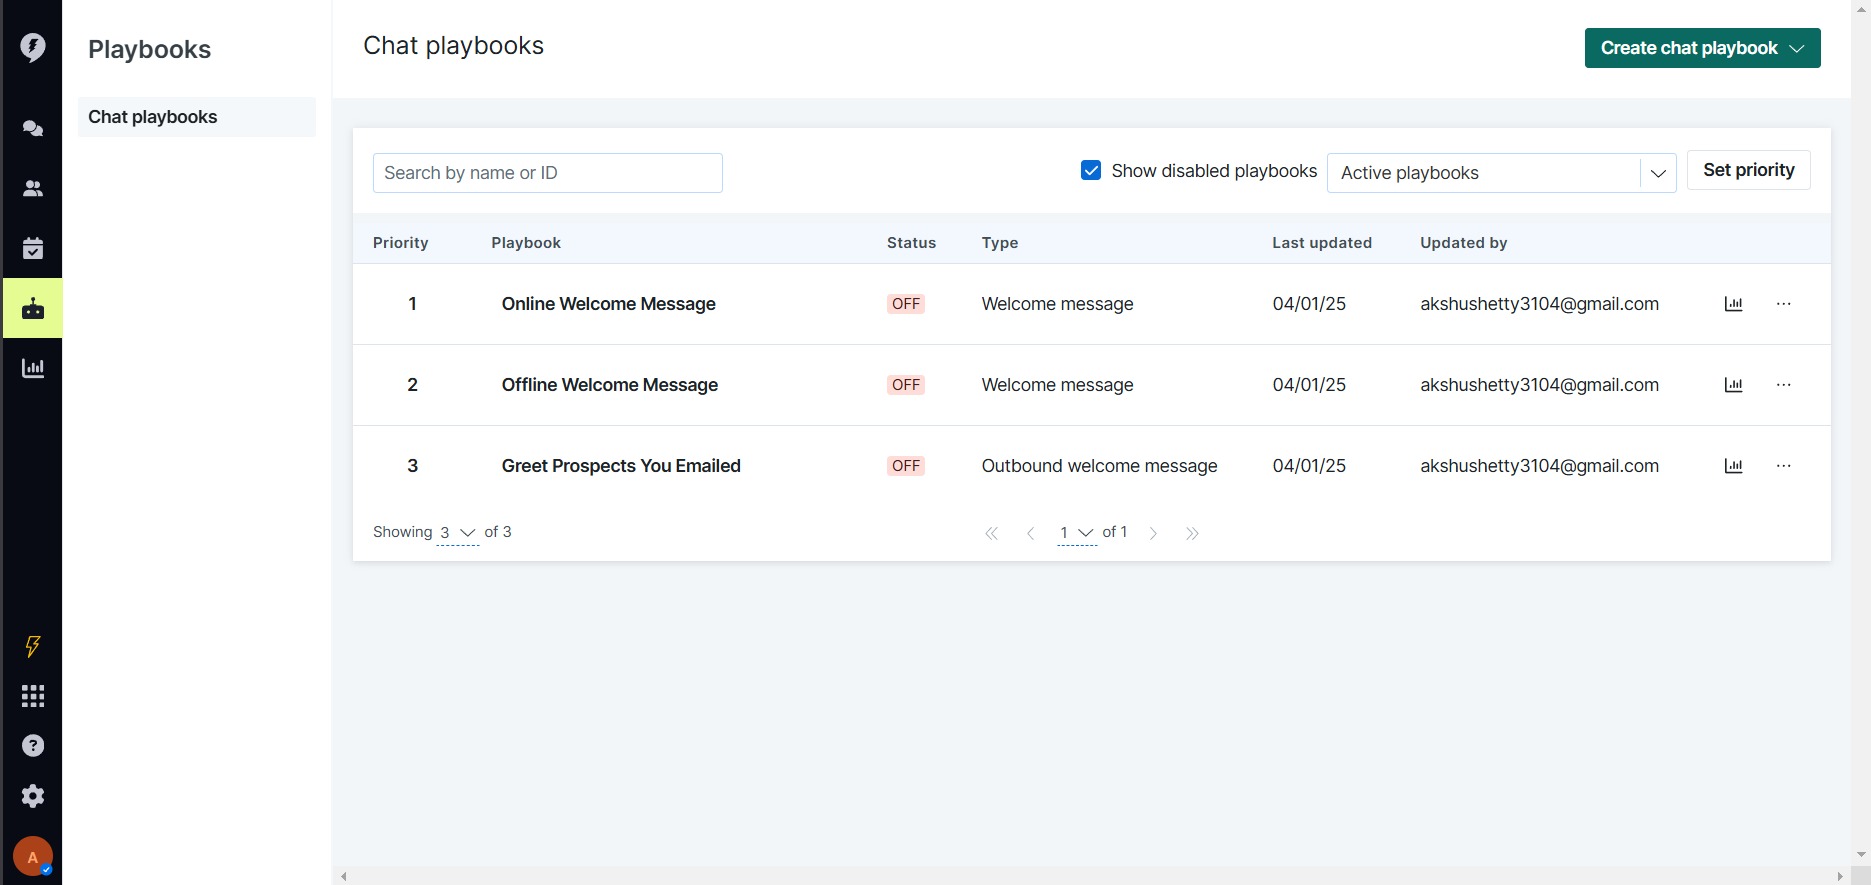 Playbooks
Chat playbooks
Chat playbooks
Create chat playbook
Search by name or ID
Show disabled playbooks
Active playbooks
Set priority
Priority Playbook Status Type Last updated Updated by
1 Online Welcome Message OFF Welcome message 04/01/25 akshushetty3104@gmail.com
2 Offline Welcome Message OFF Welcome message 04/01/25 akshushetty3104@gmail.com
3 Greet Prospects You Emailed OFF Outbound welcome message 04/01/25 akshushetty3104@gmail.com
Showing 3 of 3
1 of 1
?
A